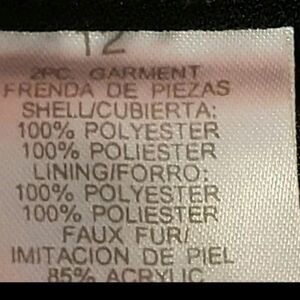 12
2PC. GARMENT
FRENDA DE PIEZAS
SHELL/CUBIERTA:
100% POLYESTER
100% POLIESTER
LINING/FORRO:
100% POLYESTER
100% POLIESTER
FAUX FUR/
IMITACION DE PIEL
85% ACRYLIC